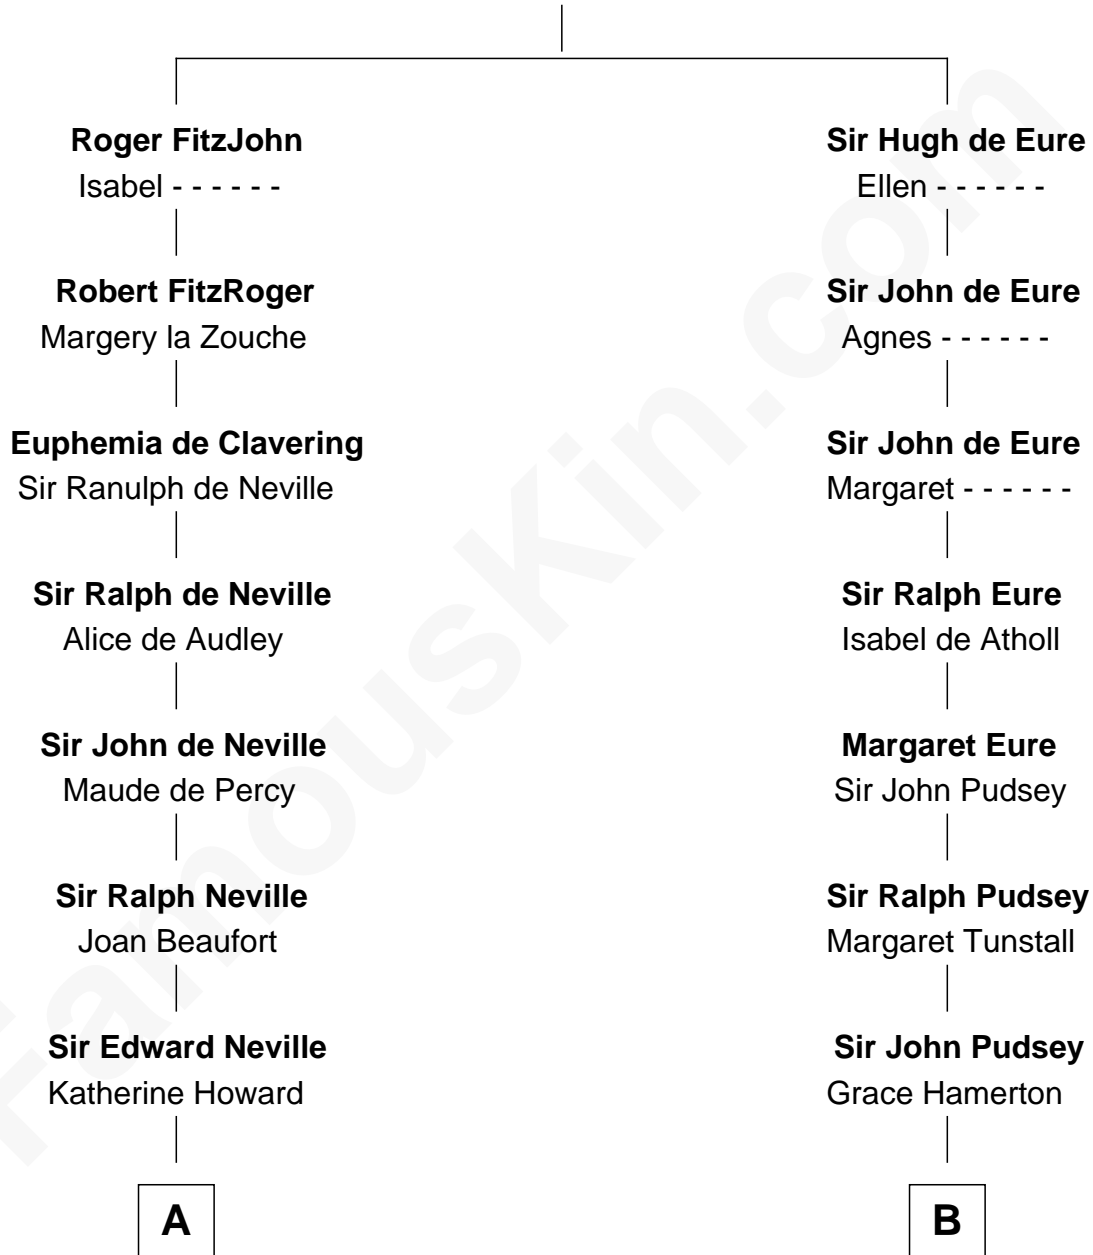 Roger FitzJohn
Isabel - - - - - -
Robert FitzRoger
Margery la Zouche
Euphemia de Clavering
Sir Ranulph de Neville
Sir Ralph de Neville
Alice de Audley
Sir John de Neville
Maude de Percy
Sir Ralph Neville
Joan Beaufort
Sir Edward Neville
Katherine Howard
A
Sir Hugh de Eure
Ellen - - - - - -
Sir John de Eure
Agnes - - - - - -
Sir John de Eure
Margaret - - - - - -
Sir Ralph Eure
Isabel de Atholl
Margaret Eure
Sir John Pudsey
Sir Ralph Pudsey
Margaret Tunstall
Sir John Pudsey
Grace Hamerton
B
FamousKin.com